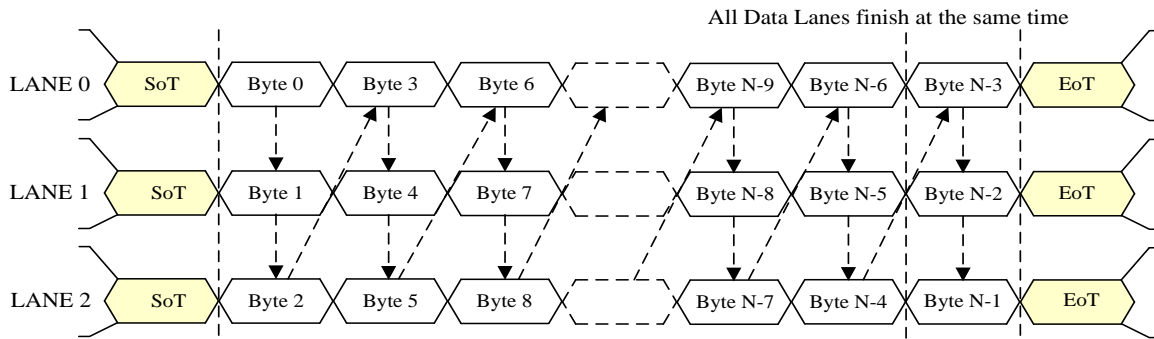 All Data Lanes finish at the same time
LANE 0 SoT Byte 0 Byte 3 Byte 6 Byte N-9 Byte N-6 Byte N-3 EoT
LANE 1 SoT Byte 1 Byte 4 Byte 7 Byte N-8 Byte N-5 Byte N-2 EoT
LANE 2 SoT Byte 2 Byte 5 Byte 8 Byte N-7 Byte N-4 Byte N-1 EoT